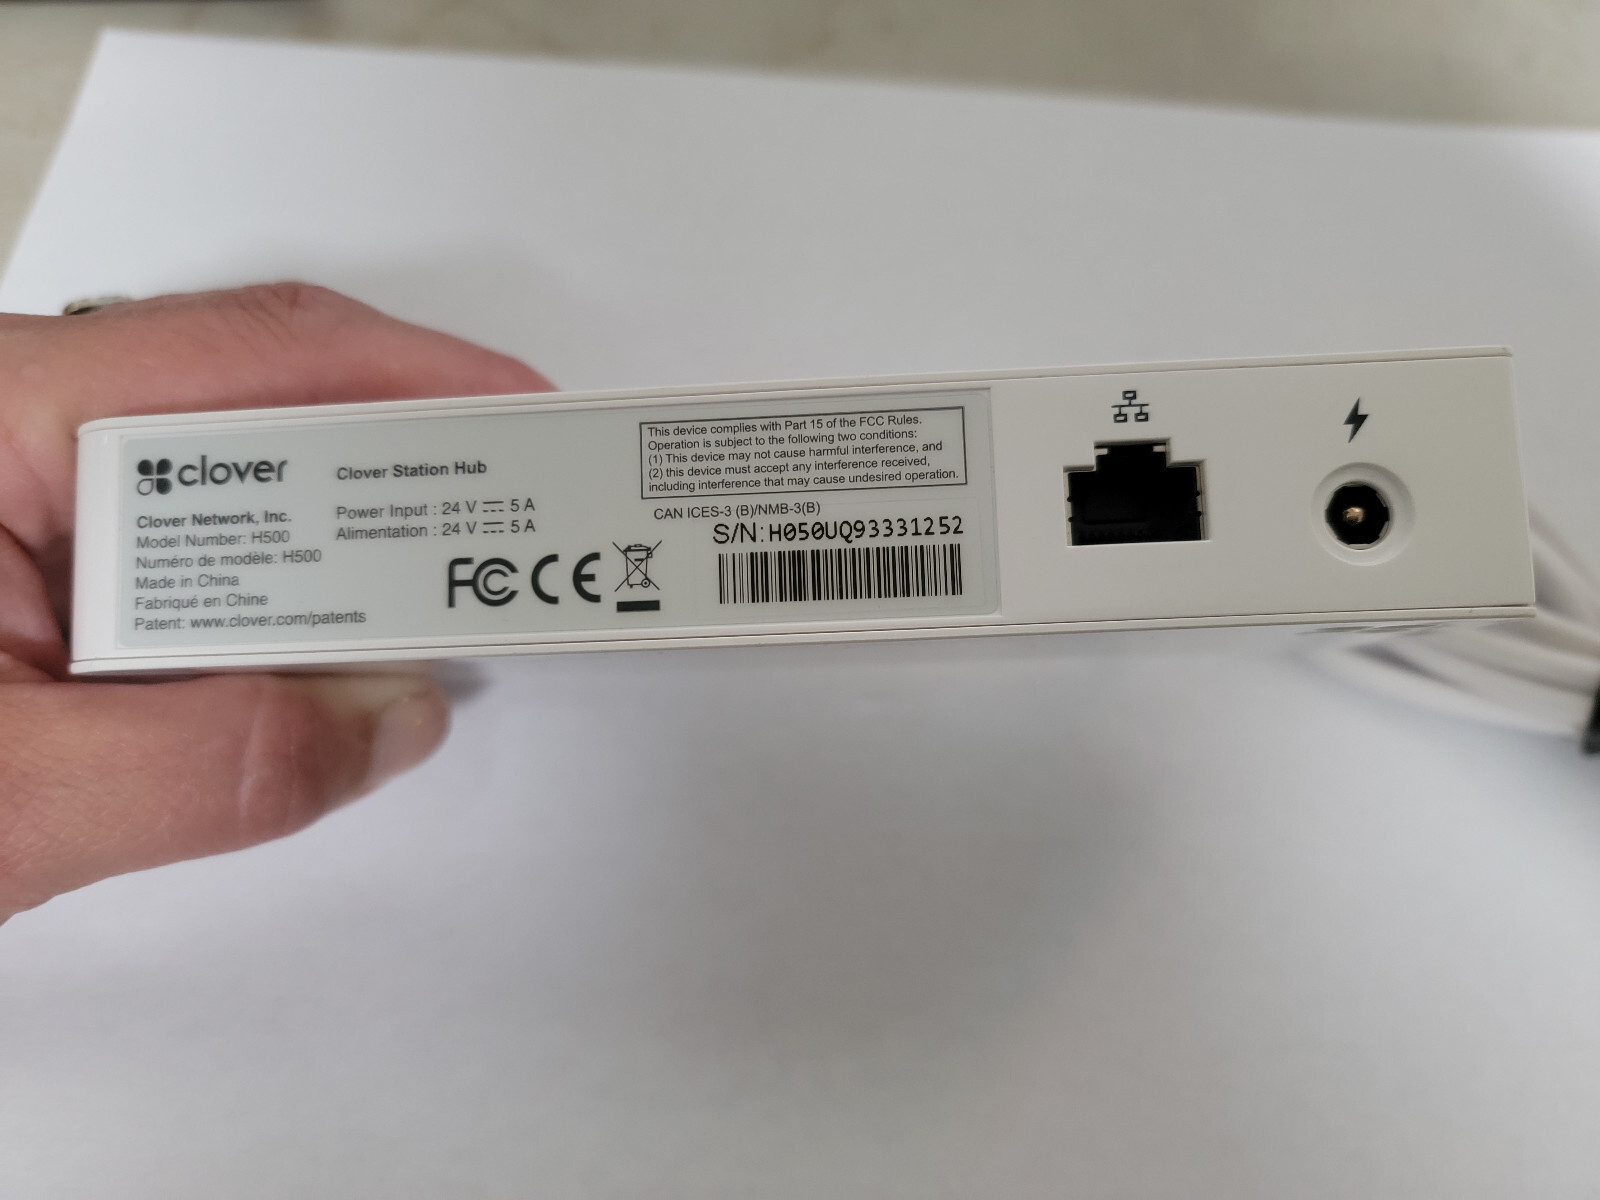 clover
Clover Network, Inc.
Model Number: H500
Numéro de modèle: H500
Made in China
Fabriqué en Chine
Patent: www.clover.com/patents
Clover Station Hub
Power Input : 24 V ⎓ 5 A
Alimentation : 24 V ⎓ 5 A
FC CE
This device complies with Part 15 of the FCC Rules.
Operation is subject to the following two conditions:
(1) This device may not cause harmful interference, and
(2) this device must accept any interference received,
including interference that may cause undesired operation.
CAN ICES-3 (B)/NMB-3(B)
S/N:H050UQ93331252